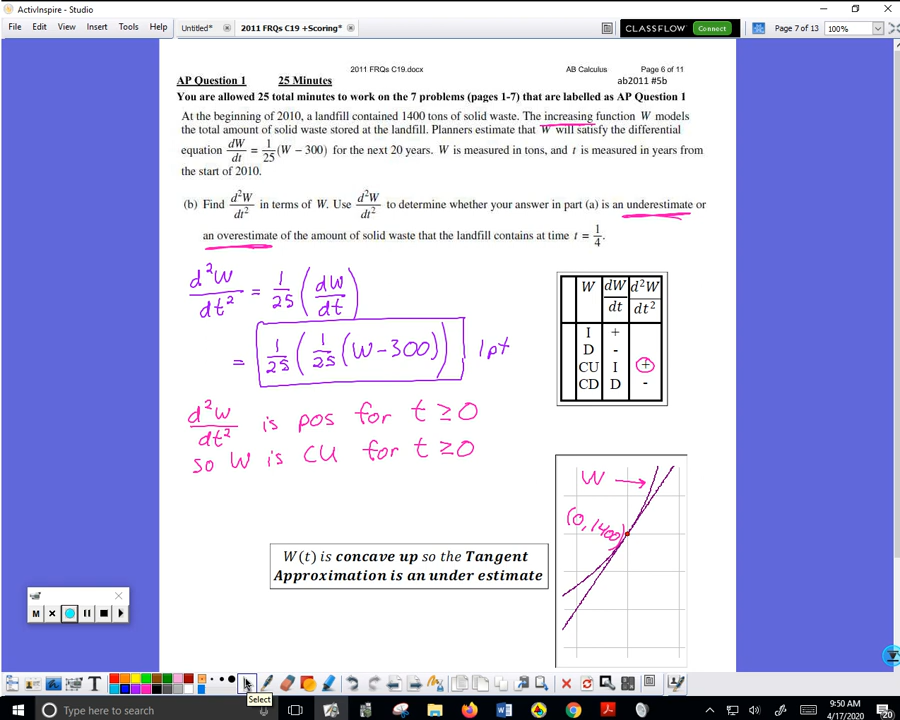 ActivInspire - Studio
File Edit View Insert Tools Help
Untitled*
2011 FRQs C19 +Scoring*
CLASSFLOW Connect
Page 7 of 13
100%
2011 FRQs C19.docx
AB Calculus
Page 6 of 11
AP Question 1
25 Minutes
ab2011 #5b
You are allowed 25 total minutes to work on the 7 problems (pages 1-7) that are labelled as AP Question 1
At the beginning of 2010, a landfill contained 1400 tons of solid waste. The increasing function W models
the total amount of solid waste stored at the landfill. Planners estimate that W will satisfy the differential
equation dW/dt = 1/25 (W − 300) for the next 20 years. W is measured in tons, and t is measured in years from
the start of 2010.
(b) Find d²W/dt² in terms of W. Use d²W/dt² to determine whether your answer in part (a) is an underestimate or
an overestimate of the amount of solid waste that the landfill contains at time t = 1/4.
d²W/dt² = 1/25 (dW/dt)
= 1/25 (1/25 (W − 300)) 1pt
d²W/dt² is pos for t ≥ 0
so W is CU for t ≥ 0
W dW/dt d²W/dt²
I +
D -
CU I +
CD D -
W
(0, 1400)
W(t) is concave up so the Tangent
Approximation is an under estimate
M
T
Select
Type here to search
9:50 AM
4/17/2020
20